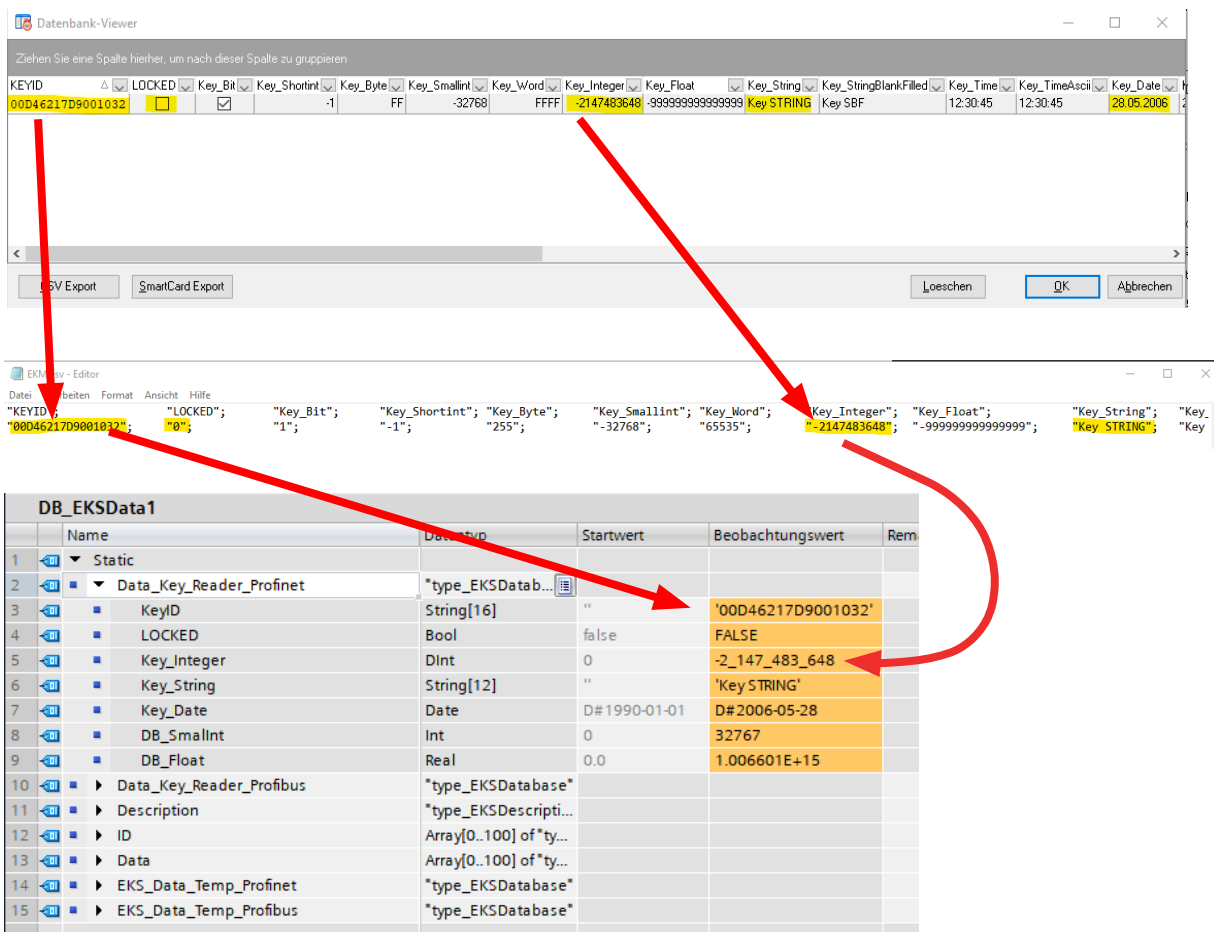 Datenbank-Viewer
Ziehen Sie eine Spalte hierher, um nach dieser Spalte zu gruppieren
KEYID LOCKED Key_Bit Key_Shortint Key_Byte Key_Smallint Key_Word Key_Integer Key_Float Key_String Key_StringBlankFilled Key_Time Key_TimeAscii Key_Date
00D46217D9001032 -1 FF -32768 FFFF -2147483648 -999999999999999 Key STRING Key SBF 12:30:45 12:30:45 28.05.2006
Export SmartCard Export Loeschen OK Abbrechen
- Editor
Datei Format Ansicht Hilfe
"KEYID"; "LOCKED"; "Key_Bit"; "Key_Shortint"; "Key_Byte"; "Key_Smallint"; "Key_Word"; "Key_Integer"; "Key_Float"; "Key_String"; "Key_
"00D46217D9001032"; "0"; "1"; "-1"; "255"; "-32768"; "65535"; "-2147483648"; "-999999999999999"; "Key STRING"; "Key
DB_EKSData1
Name Datentyp Startwert Beobachtungswert Rem
1 Static
2 Data_Key_Reader_Profinet "type_EKSDatab...
3 KeyID String[16] '' '00D46217D9001032'
4 LOCKED Bool false FALSE
5 Key_Integer DInt 0 -2_147_483_648
6 Key_String String[12] '' 'Key STRING'
7 Key_Date Date D#1990-01-01 D#2006-05-28
8 DB_SmalInt Int 0 32767
9 DB_Float Real 0.0 1.006601E+15
10 Data_Key_Reader_Profibus "type_EKSDatabase"
11 Description "type_EKSDescripti...
12 ID Array[0..100] of "ty...
13 Data Array[0..100] of "ty...
14 EKS_Data_Temp_Profinet "type_EKSDatabase"
15 EKS_Data_Temp_Profibus "type_EKSDatabase"